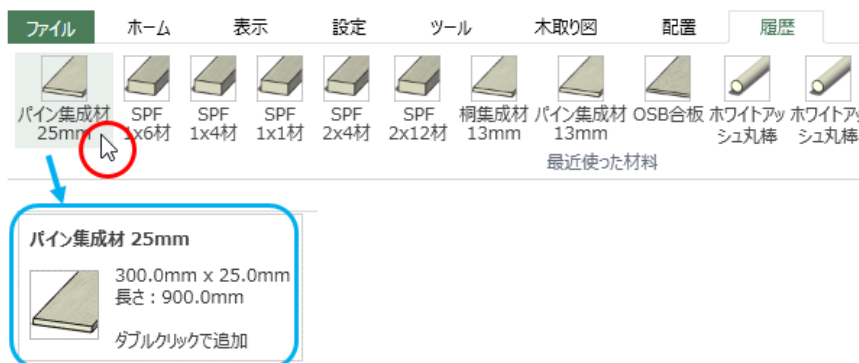 ファイル ホーム 表示 設定 ツール 木取り図 配置 履歴
パイン集成材 SPF SPF SPF SPF SPF 桐集成材 パイン集成材 OSB合板 ホワイトアッ ホワイトアッ
25mm 1x6材 1x4材 1x1材 2x4材 2x12材 13mm 13mm シュ丸棒 シュ丸棒
最近使った材料
パイン集成材 25mm
300.0mm x 25.0mm
長さ : 900.0mm
ダブルクリックで追加